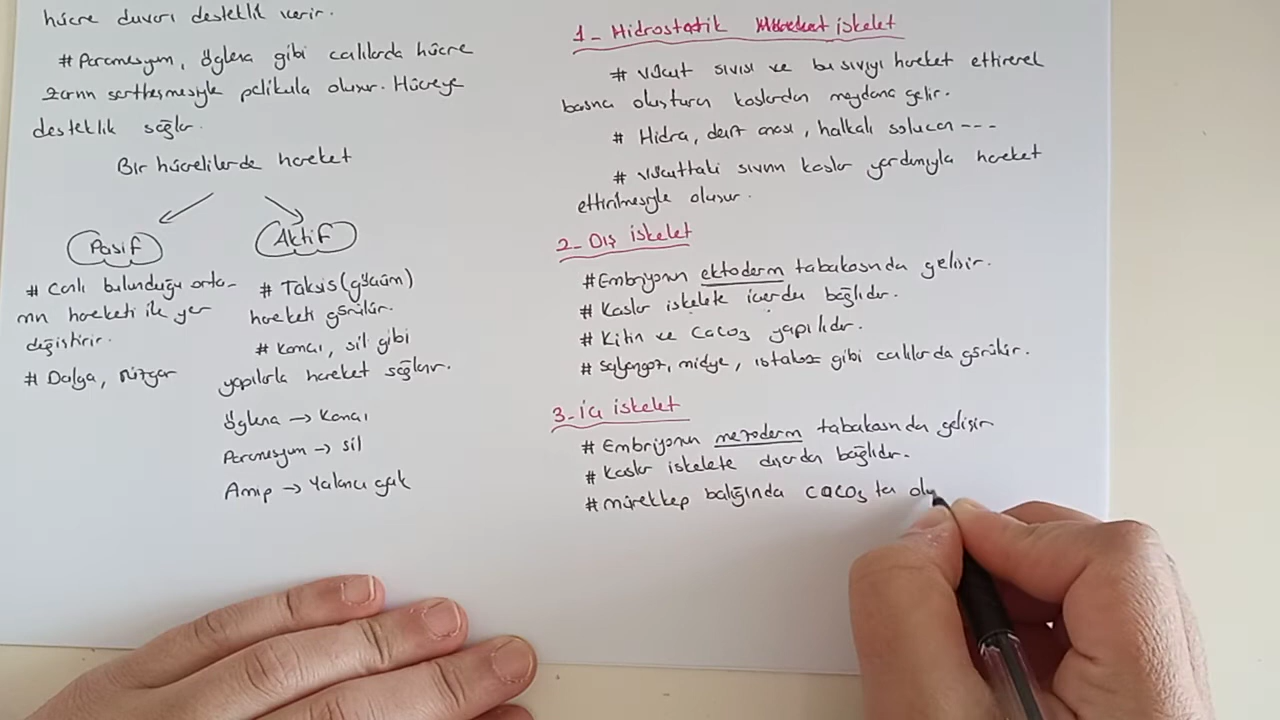 hücre duvarı desteklik verir.
# Paramesyum, öglena gibi canlılarda hücre
zarının sertleşmesiyle pelikula oluşur. Hücreye
desteklik sağlar.
Bir hücrelilerde hareket
Pasif
Aktif
# Canlı bulunduğu orta-
mın hareketi ile yer
değiştirir.
# Dalga, rüzgar
# Taksis (göçüm)
hareketi görülür.
# Kamçı, sil gibi
yapılarla hareket sağlanır.
Öglena → Kamçı
Paramesyum → sil
Amip → Yalancı ayak
1- Hidrostatik iskelet
# Vücut sıvısı ve bu sıvıyı hareket ettirerek
basınç oluşturan kaslardan meydana gelir.
# Hidra, deniz anası, halkalı solucan ---
# Vücuttaki sıvının kaslar yardımıyla hareket
ettirilmesiyle oluşur.
2- Dış iskelet
# Embriyonun ektoderm tabakasından gelişir.
# Kaslar iskelete içerden bağlıdır.
# Kitin ve CaCO3 yapılıdır.
# Salyangoz, midye, ıstakoz gibi canlılarda görülür.
3- İç iskelet
# Embriyonun mezoderm tabakasından gelişir
# Kaslar iskelete dışardan bağlıdır.
# mürekkep balığında CaCO3 tan olu